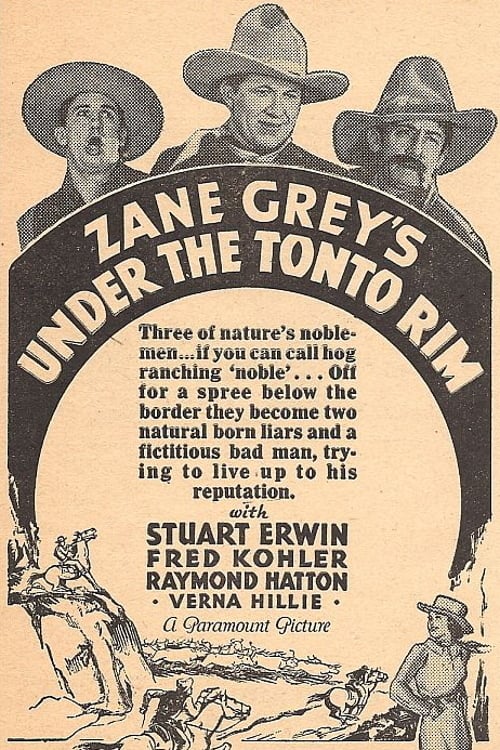 ZANE GREY'S
UNDER THE TONTO RIM
Three of nature's noble-
men...if you can call hog
ranching 'noble'... Off
for a spree below the
border they become two
natural born liars and a
fictitious bad man, try-
ing to live up to his
reputation.
with
STUART ERWIN
FRED KOHLER
RAYMOND HATTON
· VERNA HILLIE ·
A Paramount Picture